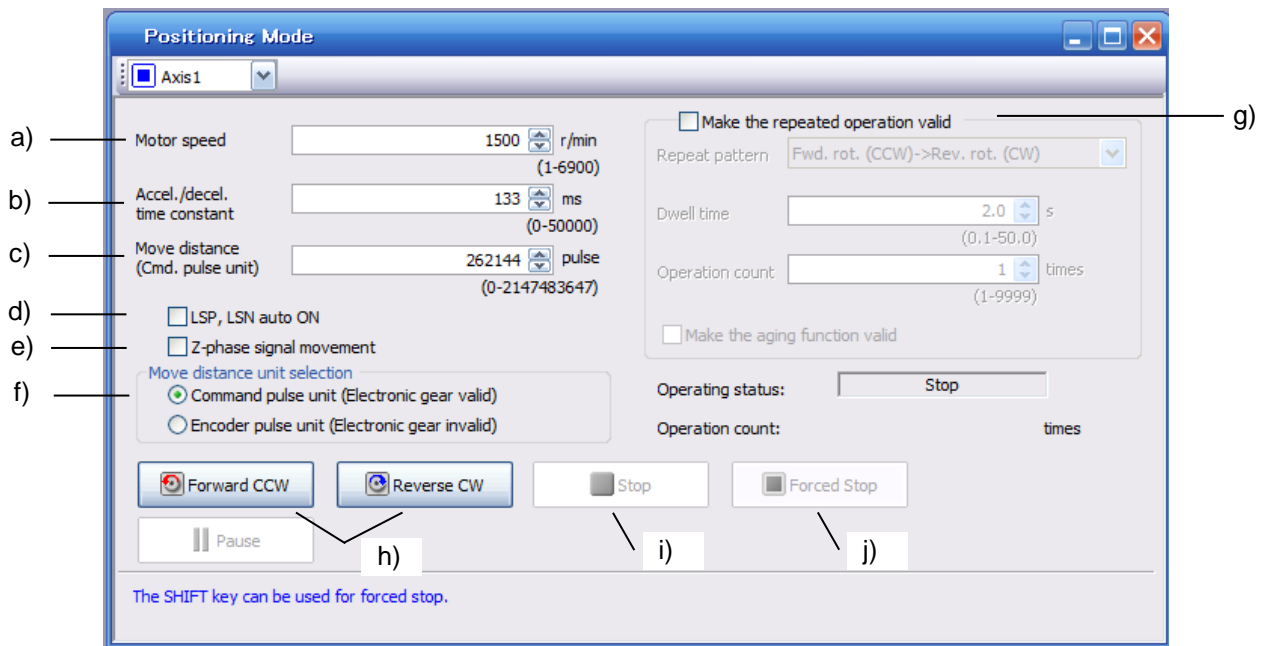 Positioning Mode
Axis1
a)
Motor speed
1500
r/min
(1-6900)
b)
Accel./decel.
time constant
133
ms
(0-50000)
c)
Move distance
(Cmd. pulse unit)
262144
pulse
(0-2147483647)
d)
LSP, LSN auto ON
e)
Z-phase signal movement
f)
Move distance unit selection
Command pulse unit (Electronic gear valid)
Encoder pulse unit (Electronic gear invalid)
g)
Make the repeated operation valid
Repeat pattern
Fwd. rot. (CCW)->Rev. rot. (CW)
Dwell time
2.0
s
(0.1-50.0)
Operation count
1
times
(1-9999)
Make the aging function valid
Operating status:
Stop
Operation count:
times
Forward CCW
Reverse CW
Stop
Forced Stop
Pause
h)
i)
j)
The SHIFT key can be used for forced stop.